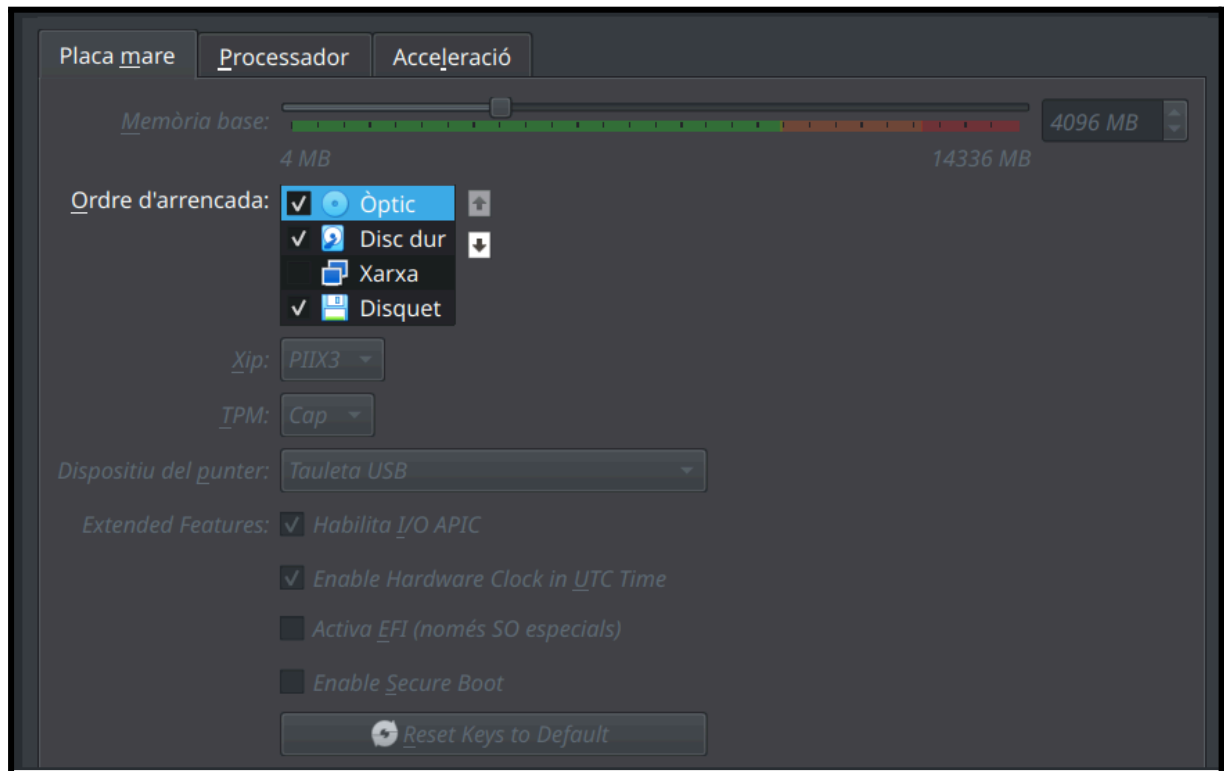 Placa mare Processador Acceleració
Memòria base: 4096 MB
4 MB 14336 MB
Ordre d'arrencada: Òptic
Disc dur
Xarxa
Disquet
Xip: PIIX3
TPM: Cap
Dispositiu del punter: Tauleta USB
Extended Features: Habilita I/O APIC
Enable Hardware Clock in UTC Time
Activa EFI (només SO especials)
Enable Secure Boot
Reset Keys to Default